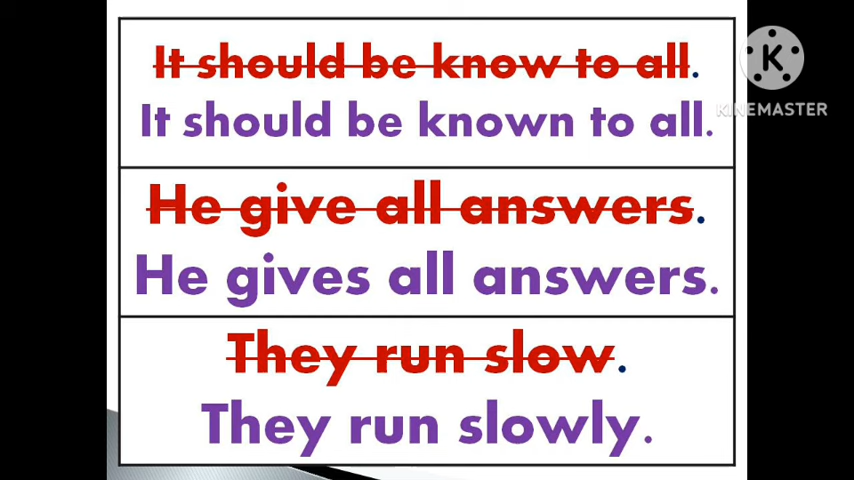 It should be know to all.
K
KINEMASTER
It should be known to all.
He give all answers.
He gives all answers.
They run slow.
They run slowly.